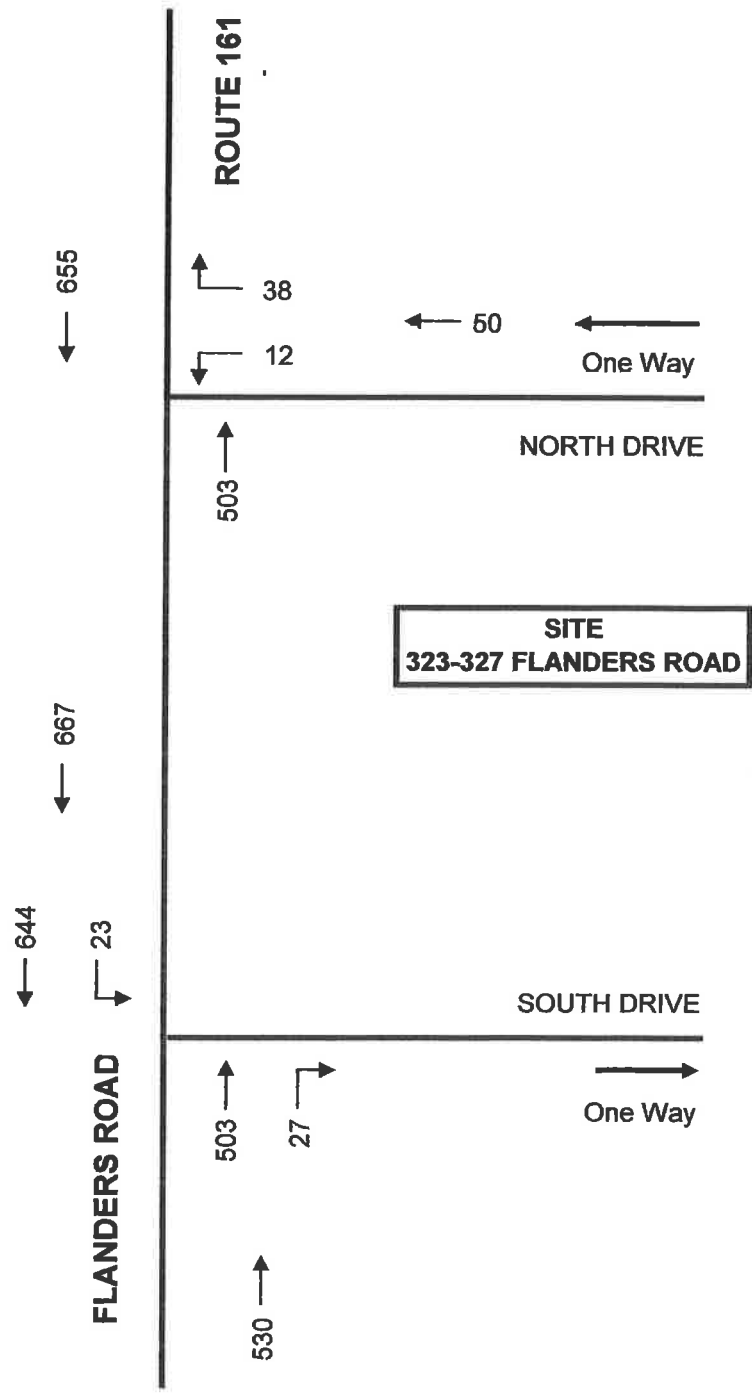 655
ROUTE 161
38
12
50
One Way
503
NORTH DRIVE
SITE
323-327 FLANDERS ROAD
667
644
23
SOUTH DRIVE
FLANDERS ROAD
503
27
One Way
530